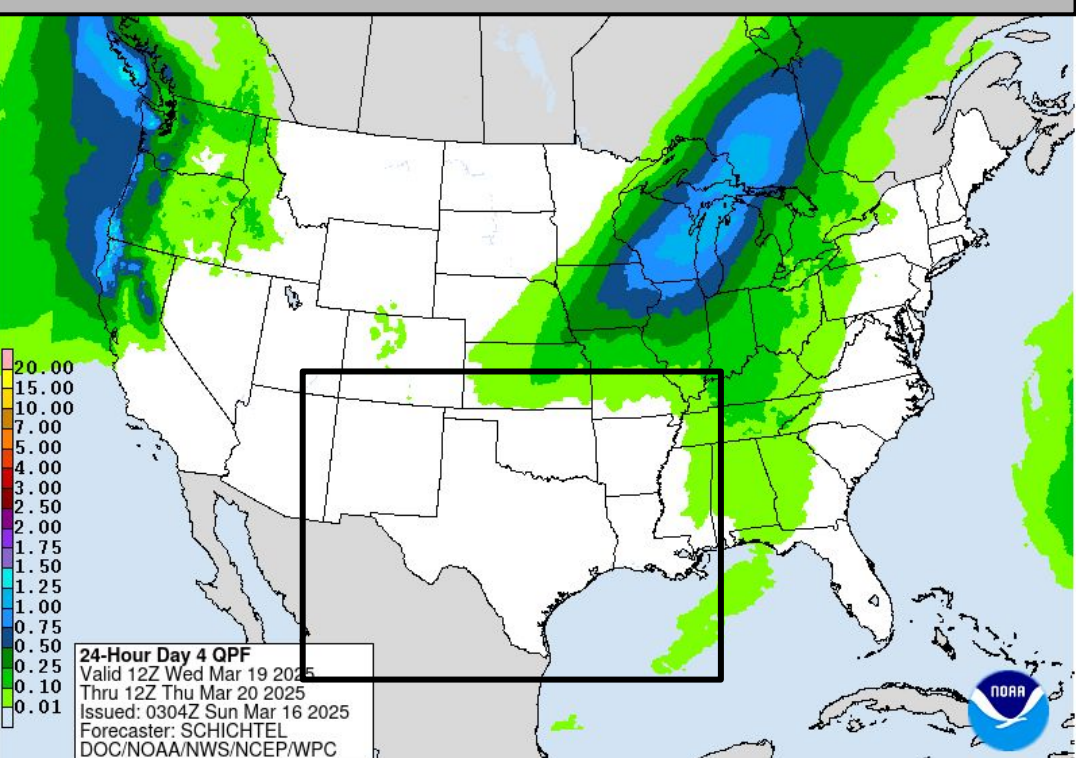 20.00
15.00
10.00
7.00
5.00
4.00
3.00
2.50
2.00
1.75
1.50
1.25
1.00
0.75
0.50
0.25
0.10
0.01
24-Hour Day 4 QPF
Valid 12Z Wed Mar 19 2025
Thru 12Z Thu Mar 20 2025
Issued: 0304Z Sun Mar 16 2025
Forecaster: SCHICHTEL
DOC/NOAA/NWS/NCEP/WPC
NOAA